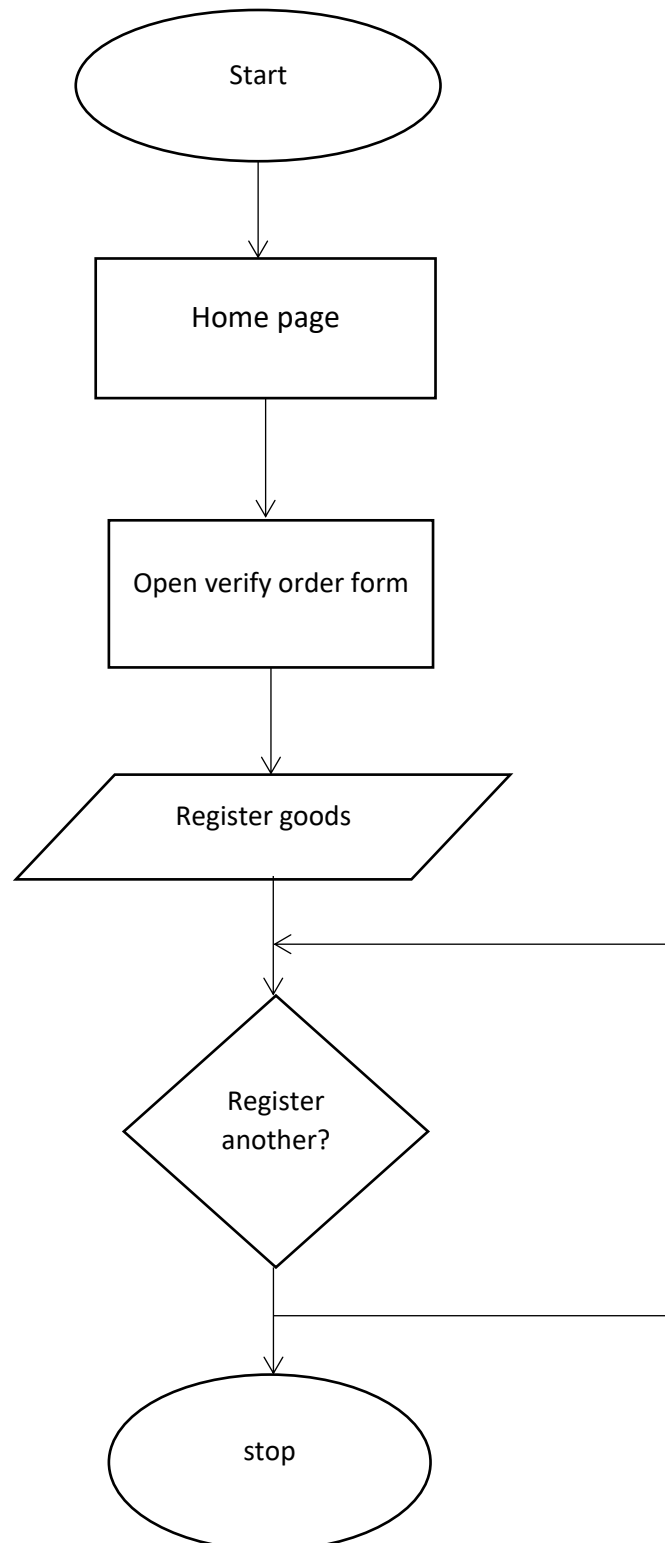 Start
Home page
Open verify order form
Register goods
Register
another?
stop